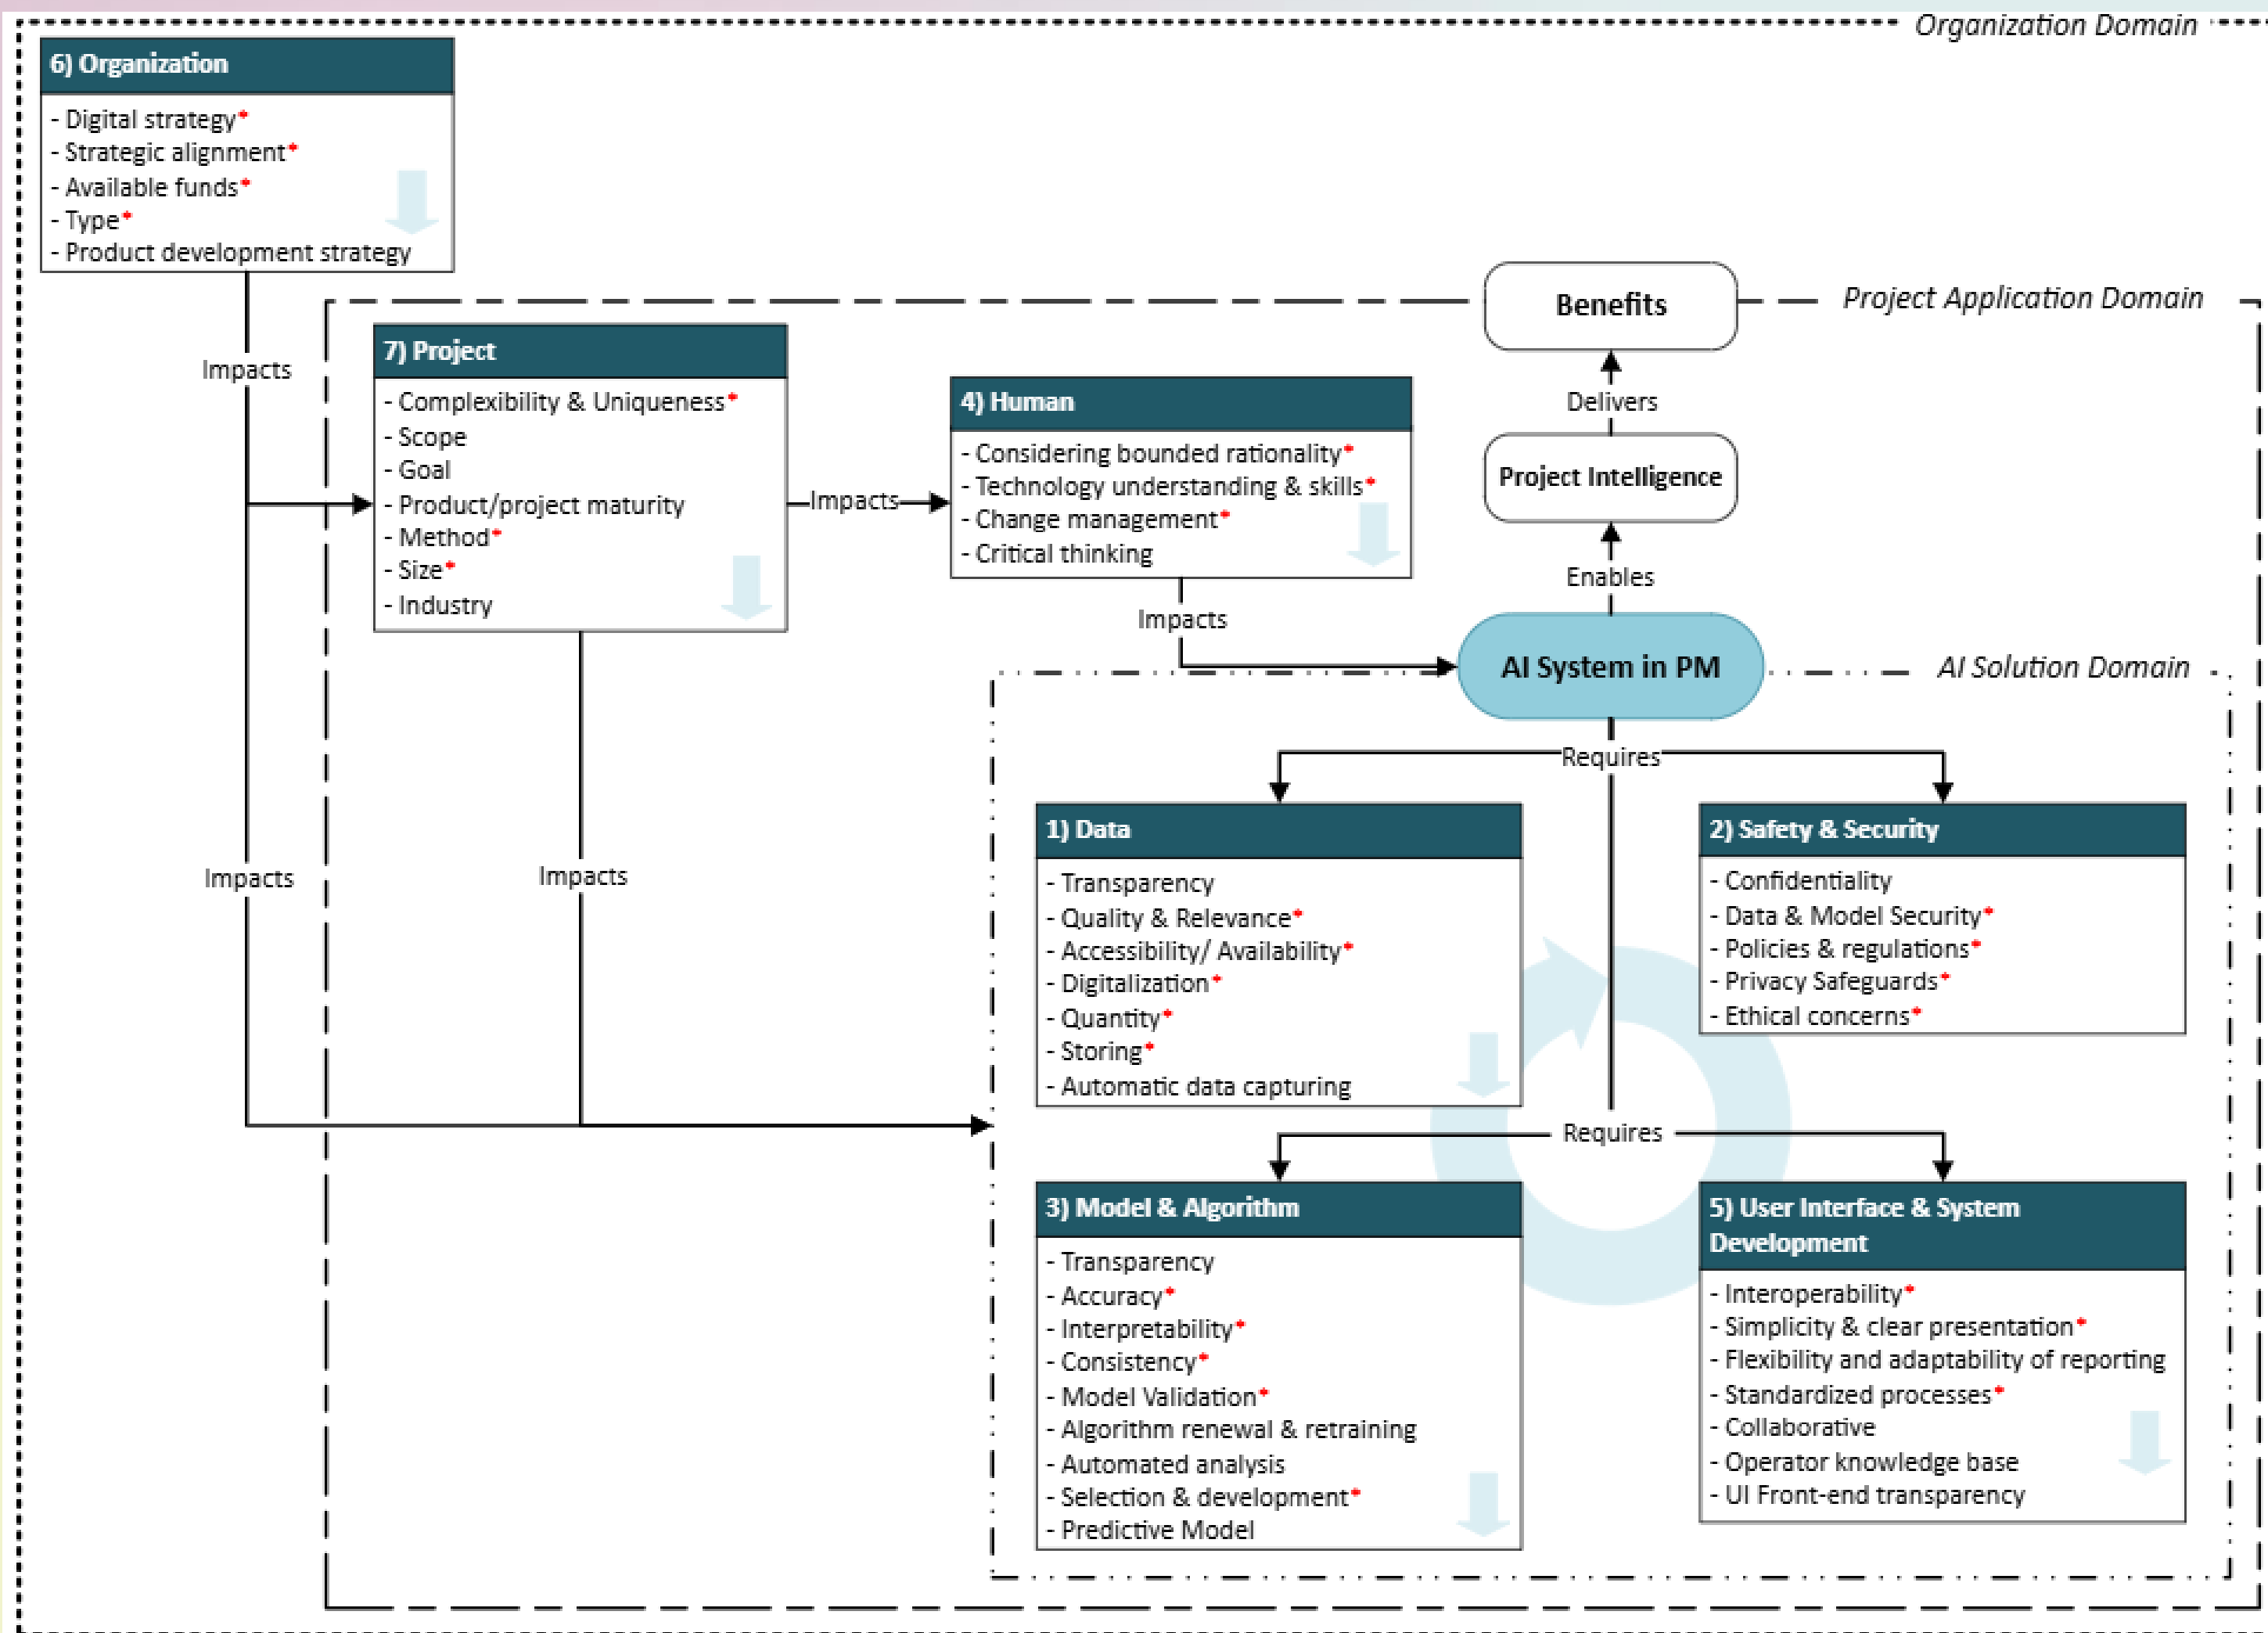 Organization Domain
6) Organization
- Digital strategy*
- Strategic alignment*
- Available funds*
- Type*
- Product development strategy
Impacts
Impacts
Project Application Domain
7) Project
- Complexibility & Uniqueness*
- Scope
- Goal
- Product/project maturity
- Method*
- Size*
- Industry
Impacts
Impacts
4) Human
- Considering bounded rationality*
- Technology understanding & skills*
- Change management*
- Critical thinking
Impacts
Benefits
Delivers
Project Intelligence
Enables
AI System in PM
AI Solution Domain
Requires
1) Data
- Transparency
- Quality & Relevance*
- Accessibility/ Availability*
- Digitalization*
- Quantity*
- Storing*
- Automatic data capturing
2) Safety & Security
- Confidentiality
- Data & Model Security*
- Policies & regulations*
- Privacy Safeguards*
- Ethical concerns*
Requires
3) Model & Algorithm
- Transparency
- Accuracy*
- Interpretability*
- Consistency*
- Model Validation*
- Algorithm renewal & retraining
- Automated analysis
- Selection & development*
- Predictive Model
5) User Interface & System
Development
- Interoperability*
- Simplicity & clear presentation*
- Flexibility and adaptability of reporting
- Standardized processes*
- Collaborative
- Operator knowledge base
- UI Front-end transparency